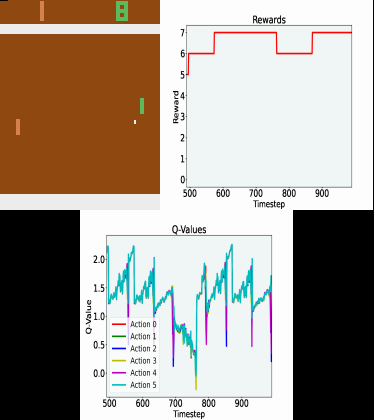 1
8
Rewards
7
6
5
4
3
2
1
0
Reward
500 600 700 800 900
Timestep
Q-Values
2.0
1.5
1.0
0.5
0.0
Q-Value
Action 0
Action 1
Action 2
Action 3
Action 4
Action 5
500 600 700 800 900
Timestep